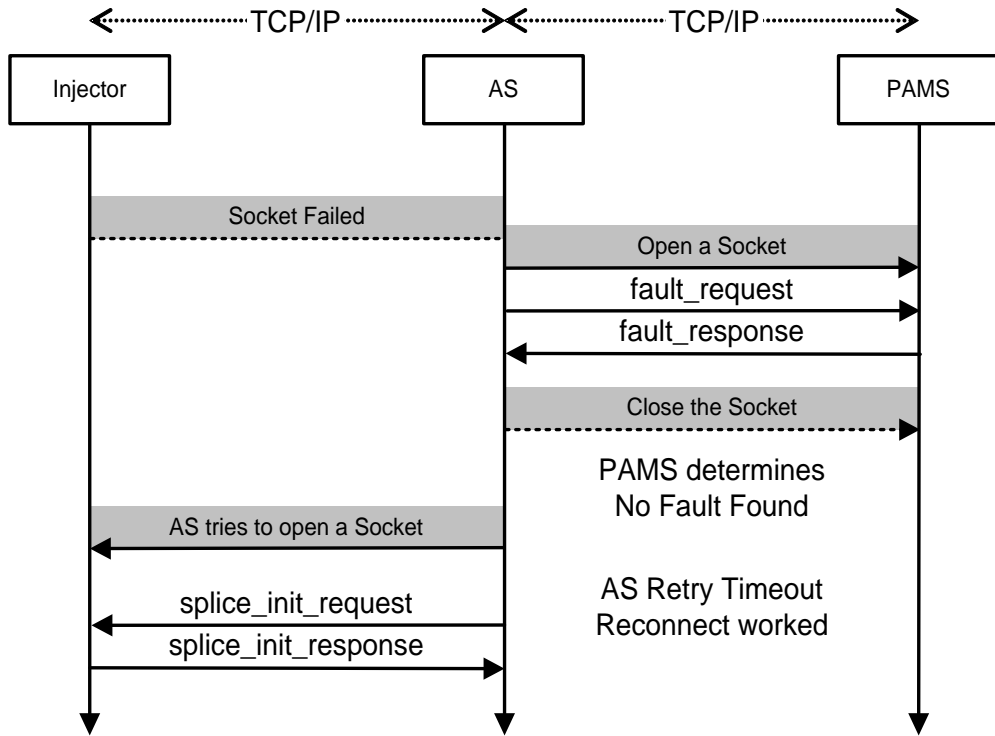 TCP/IP
TCP/IP
Injector
AS
PAMS
Socket Failed
Open a Socket
fault_request
fault_response
Close the Socket
PAMS determines
No Fault Found
AS tries to open a Socket
AS Retry Timeout
Reconnect worked
splice_init_request
splice_init_response